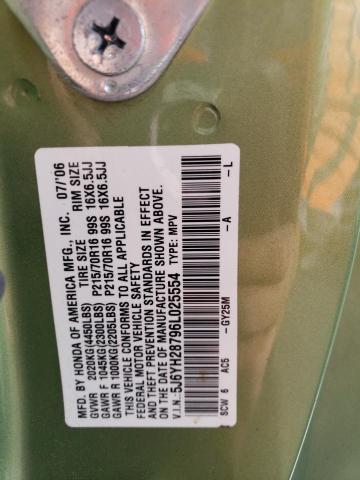 MFD. BY HONDA OF AMERICA MFG., INC. 07/'06
TIRE SIZE RIM SIZE
GVWR 2020KG(4450LBS)
GAWR F 1045KG(2300LBS) P215/70R16 99S 16X6.5JJ
GAWR R 1000KG(2205LBS) P215/70R16 99S 16X6.5JJ
THIS VEHICLE CONFORMS TO ALL APPLICABLE
FEDERAL MOTOR VEHICLE SAFETY
AND THEFT PREVENTION STANDARDS IN EFFECT
ON THE DATE OF MANUFACTURE SHOWN ABOVE.
V.I.N.: 5J6YH28796L025554 TYPE: MPV
SCW 6 AC5 -GY25M -A -L